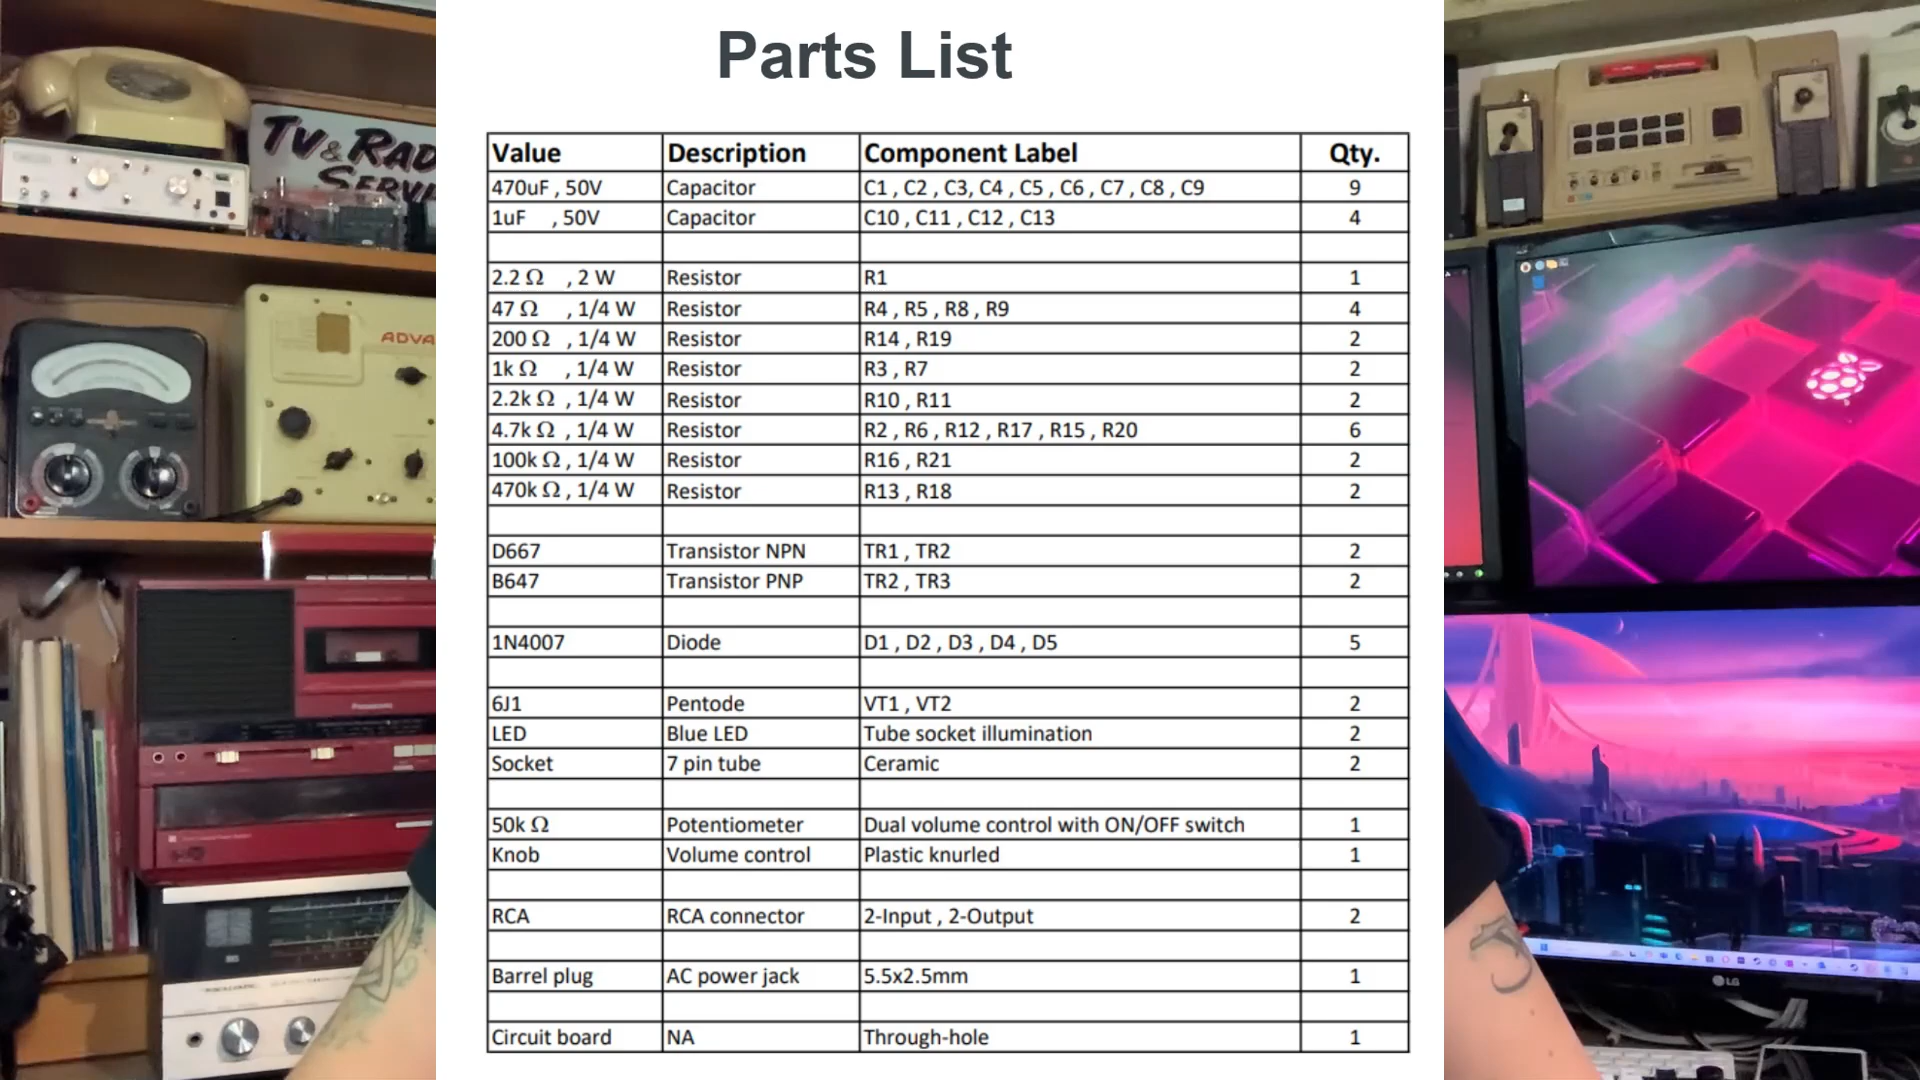 Parts List
Value Description Component Label Qty.
470uF , 50V Capacitor C1 , C2 , C3, C4 , C5 , C6 , C7 , C8 , C9 9
1uF , 50V Capacitor C10 , C11 , C12 , C13 4
2.2 Ω , 2 W Resistor R1 1
47 Ω , 1/4 W Resistor R4 , R5 , R8 , R9 4
200 Ω , 1/4 W Resistor R14 , R19 2
1k Ω , 1/4 W Resistor R3 , R7 2
2.2k Ω , 1/4 W Resistor R10 , R11 2
4.7k Ω , 1/4 W Resistor R2 , R6 , R12 , R17 , R15 , R20 6
100k Ω , 1/4 W Resistor R16 , R21 2
470k Ω , 1/4 W Resistor R13 , R18 2
D667 Transistor NPN TR1 , TR2 2
B647 Transistor PNP TR2 , TR3 2
1N4007 Diode D1 , D2 , D3 , D4 , D5 5
6J1 Pentode VT1 , VT2 2
LED Blue LED Tube socket illumination 2
Socket 7 pin tube Ceramic 2
50k Ω Potentiometer Dual volume control with ON/OFF switch 1
Knob Volume control Plastic knurled 1
RCA RCA connector 2-Input , 2-Output 2
Barrel plug AC power jack 5.5x2.5mm 1
Circuit board NA Through-hole 1
TV & RAD
SERVI
ADVA
Panasonic
LG